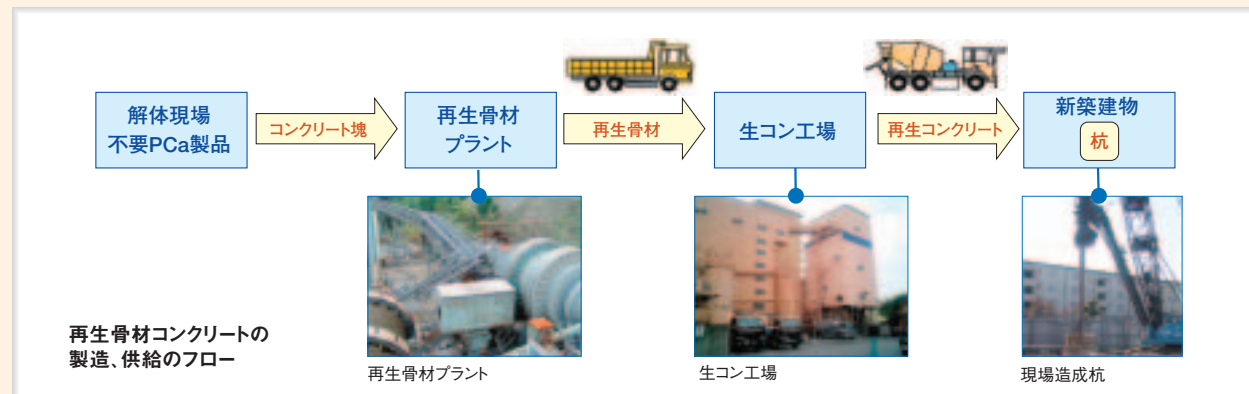 解体現場
不要PCa製品
コンクリート塊
再生骨材
プラント
再生骨材
生コン工場
再生コンクリート
新築建物
杭
再生骨材コンクリートの
製造、供給のフロー
再生骨材プラント
生コン工場
現場造成杭